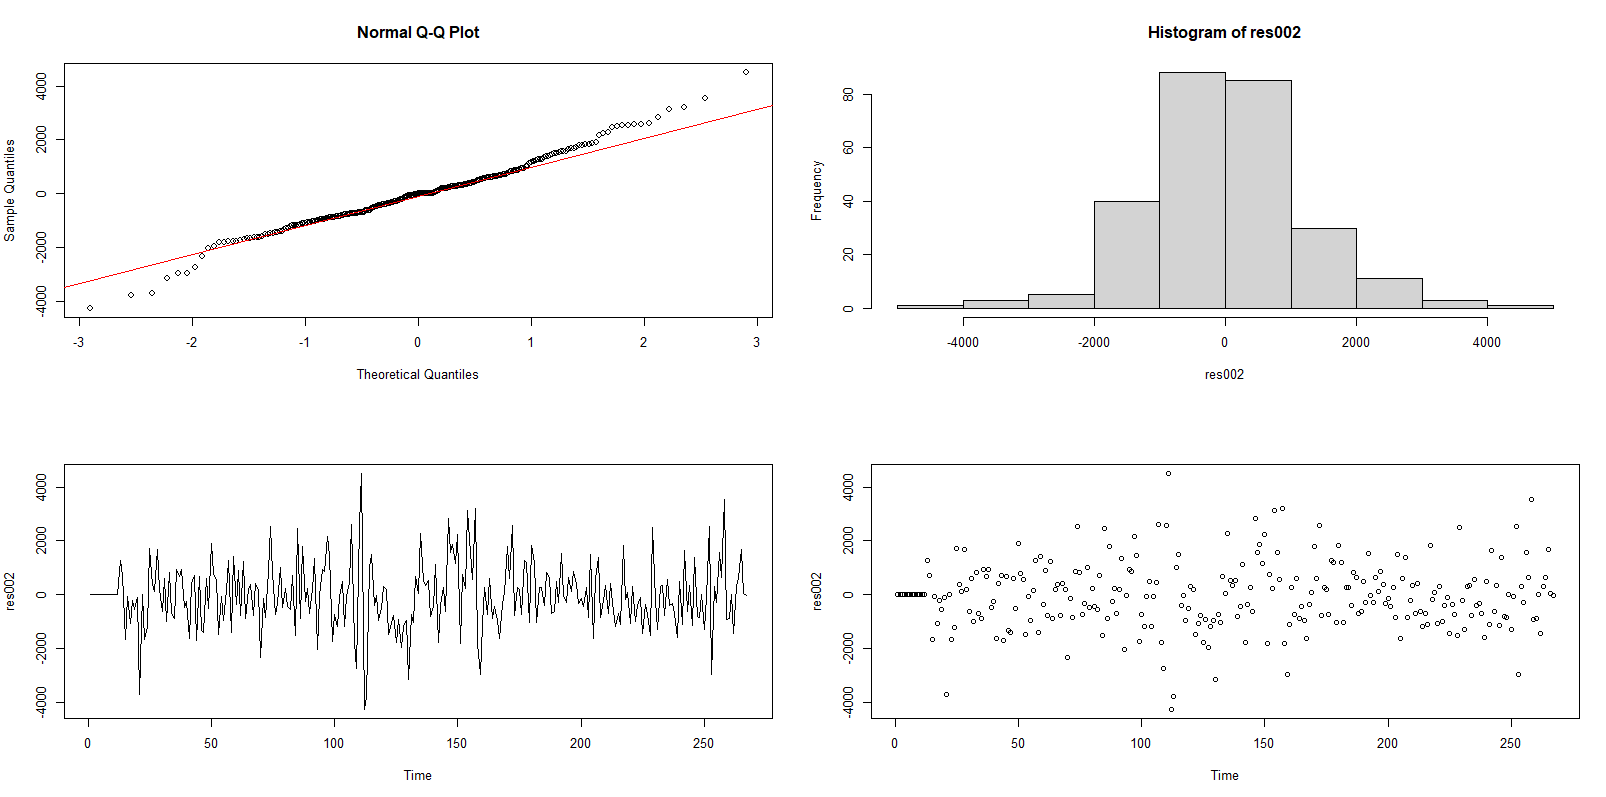 Normal Q-Q Plot
Sample Quantiles
4000
2000
0
-2000
-4000
-3 -2 -1 0 1 2 3
Theoretical Quantiles
Histogram of res002
Frequency
80
60
40
20
0
-4000 -2000 0 2000 4000
res002
res002
4000
2000
0
-2000
-4000
0 50 100 150 200 250
Time
res002
4000
2000
0
-2000
-4000
0 50 100 150 200 250
Time